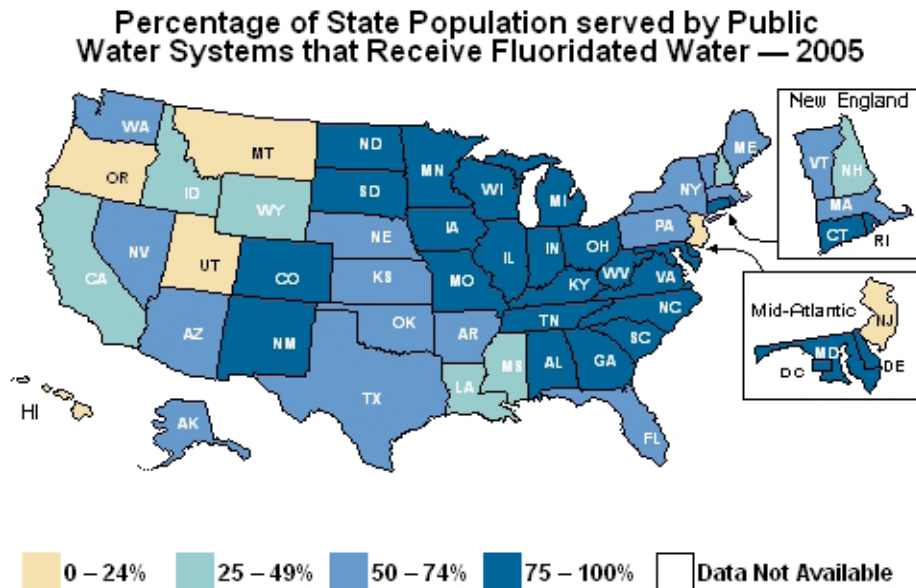 Percentage of State Population served by Public
Water Systems that Receive Fluoridated Water — 2005
New England
WA
MT
ND
MN
ME
VT
NH
OR
ID
SD
WI
MI
NY
MA
WY
CT
RI
IA
NE
PA
NV
IL
IN
OH
UT
CO
KS
MO
WV
VA
KY
CA
NC
Mid-Atlantic
TN
NJ
OK
AR
AZ
NM
SC
MS
AL
GA
MD
DC
DE
LA
TX
HI
AK
FL
0 – 24%
25 – 49%
50 – 74%
75 – 100%
Data Not Available